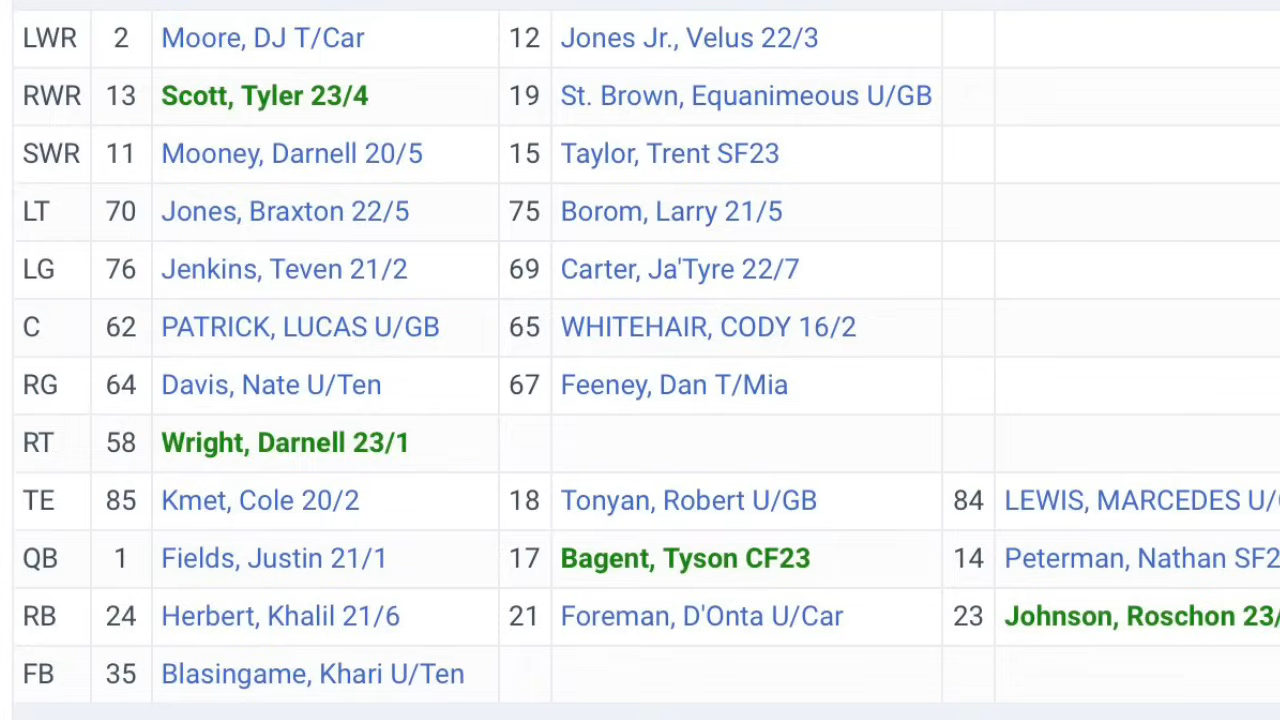 LWR 2 Moore, DJ T/Car 12 Jones Jr., Velus 22/3
RWR 13 Scott, Tyler 23/4 19 St. Brown, Equanimeous U/GB
SWR 11 Mooney, Darnell 20/5 15 Taylor, Trent SF23
LT 70 Jones, Braxton 22/5 75 Borom, Larry 21/5
LG 76 Jenkins, Teven 21/2 69 Carter, Ja'Tyre 22/7
C 62 PATRICK, LUCAS U/GB 65 WHITEHAIR, CODY 16/2
RG 64 Davis, Nate U/Ten 67 Feeney, Dan T/Mia
RT 58 Wright, Darnell 23/1
TE 85 Kmet, Cole 20/2 18 Tonyan, Robert U/GB 84 LEWIS, MARCEDES U/
QB 1 Fields, Justin 21/1 17 Bagent, Tyson CF23 14 Peterman, Nathan SF2
RB 24 Herbert, Khalil 21/6 21 Foreman, D'Onta U/Car 23 Johnson, Roschon 23/
FB 35 Blasingame, Khari U/Ten